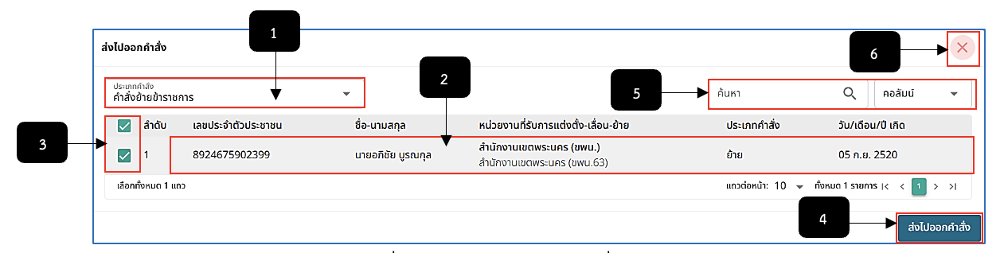 1
6
ส่งไปออกคำสั่ง
ประเภทคำสั่ง
คำสั่งย้ายข้าราชการ
2
5
ค้นหา
คอลัมน์
3
ลำดับ เลขประจำตัวประชาชน ชื่อ-นามสกุล หน่วยงานที่รับการแต่งตั้ง-เลื่อน-ย้าย ประเภทคำสั่ง วัน/เดือน/ปี เกิด
1 8924675902399 นายอภิชัย บูรณกุล สำนักงานเขตพระนคร (ขพน.) ย้าย 05 ก.ย. 2520
สำนักงานเขตพระนคร (ขพน.63)
เลือกทั้งหมด 1 แถว แถวต่อหน้า: 10 ทั้งหมด 1 รายการ 1
4
ส่งไปออกคำสั่ง